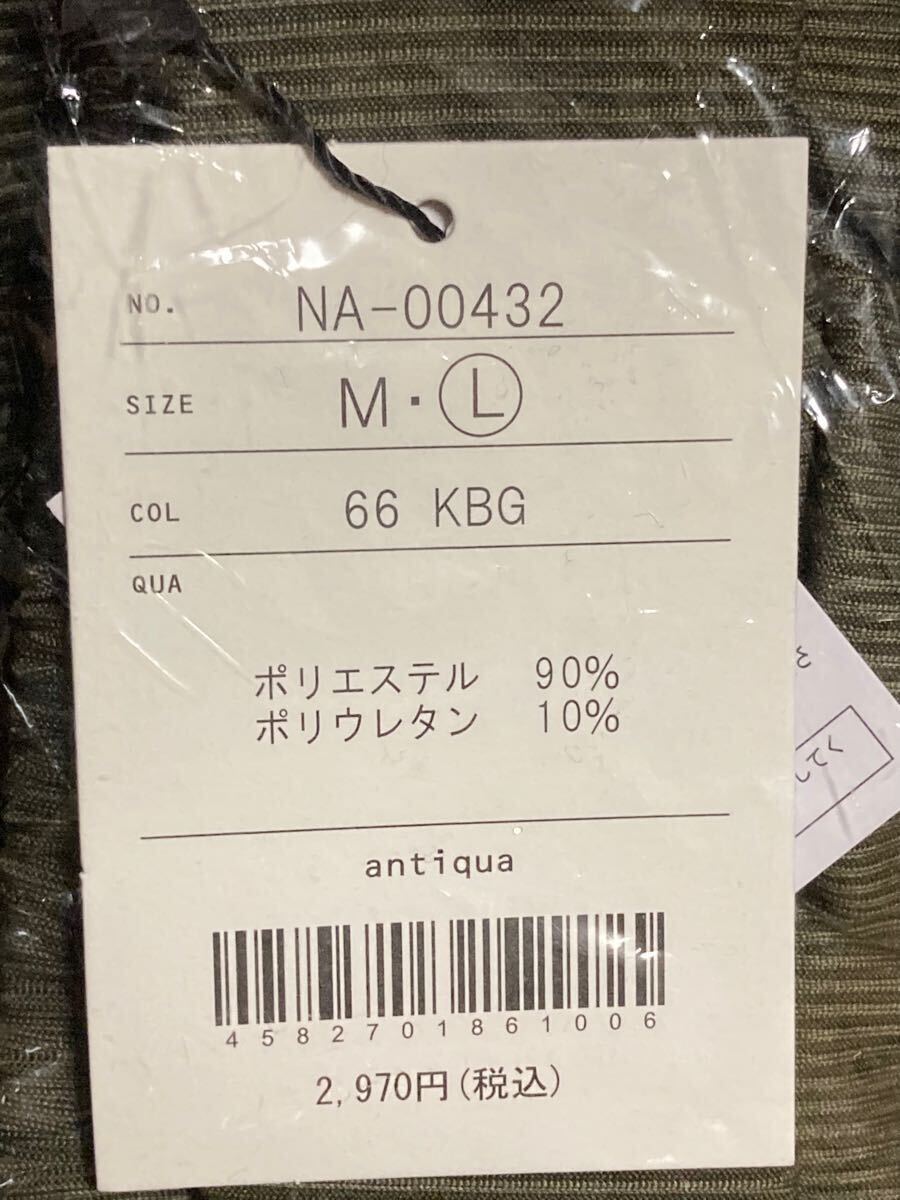 NO. NA-00432
SIZE M・Ⓛ
COL 66 KBG
QUA
ポリエステル 90%
ポリウレタン 10%
antiqua
4582701861006
2,970円(税込)